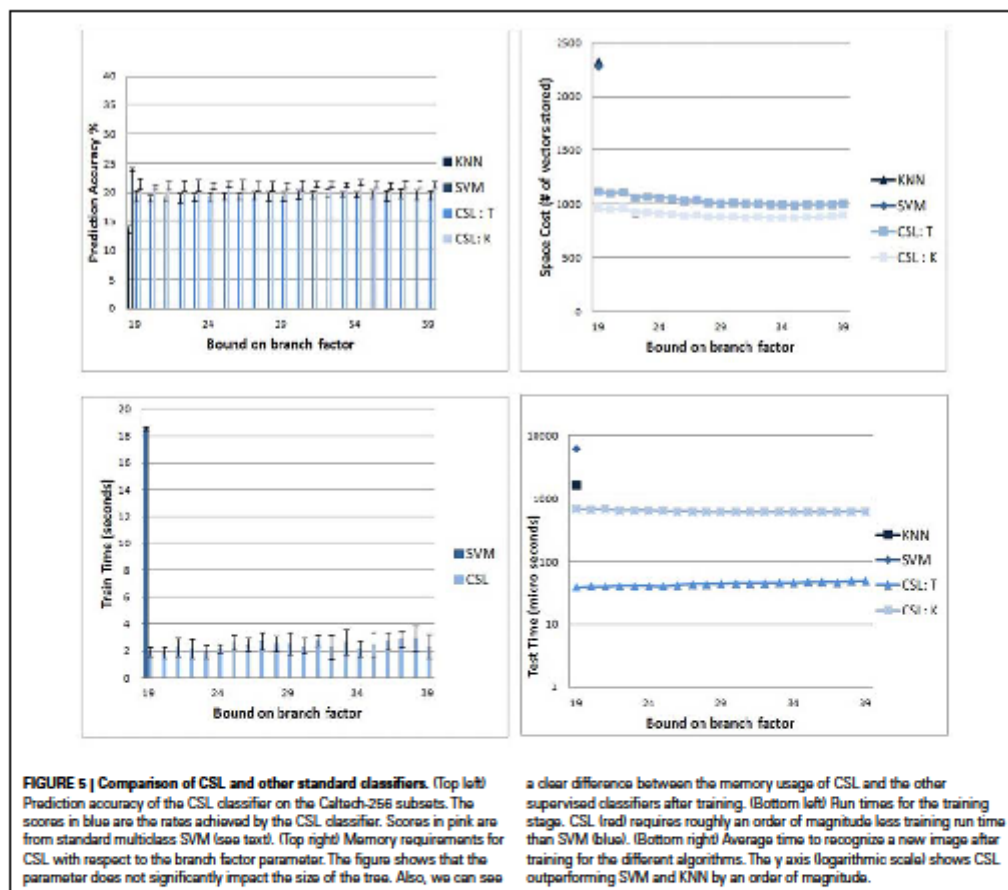 40
35
30
25
20
15
10
5
0
Prediction Accuracy %
19 24 29 34 39
Bound on branch factor
KNN
SVM
CSL : T
CSL : K
2500
2000
1500
1000
500
0
Space Cost (# of vectors stored)
19 24 29 34 39
Bound on branch factor
KNN
SVM
CSL: T
CSL : K
20
18
16
14
12
10
8
6
4
2
0
Train Time (seconds)
19 24 29 34 39
Bound on branch factor
SVM
CSL
10000
1000
100
10
1
Test Time (micro seconds)
19 24 29 34 39
Bound on branch factor
KNN
SVM
CSL: T
CSL: K
FIGURE 5 | Comparison of CSL and other standard classifiers. (Top left)
Prediction accuracy of the CSL classifier on the Caltech-256 subsets. The
scores in blue are the rates achieved by the CSL classifier. Scores in pink are
from standard multiclass SVM (see text). (Top right) Memory requirements for
CSL with respect to the branch factor parameter. The figure shows that the
parameter does not significantly impact the size of the tree. Also, we can see
a clear difference between the memory usage of CSL and the other
supervised classifiers after training. (Bottom left) Run times for the training
stage. CSL (red) requires roughly an order of magnitude less training run time
than SVM (blue). (Bottom right) Average time to recognize a new image after
training for the different algorithms. The y axis (logarithmic scale) shows CSL
outperforming SVM and KNN by an order of magnitude.